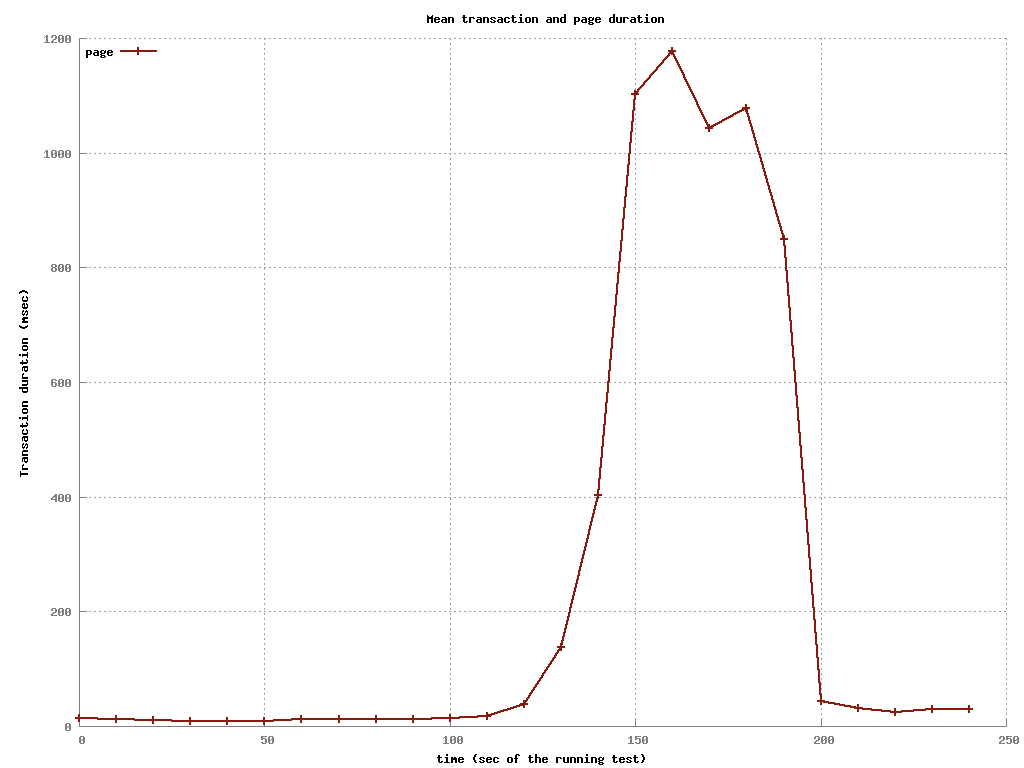 Mean transaction and page duration
page
1200
1000
800
600
400
200
0
Transaction duration (msec)
0 50 100 150 200 250
time (sec of the running test)